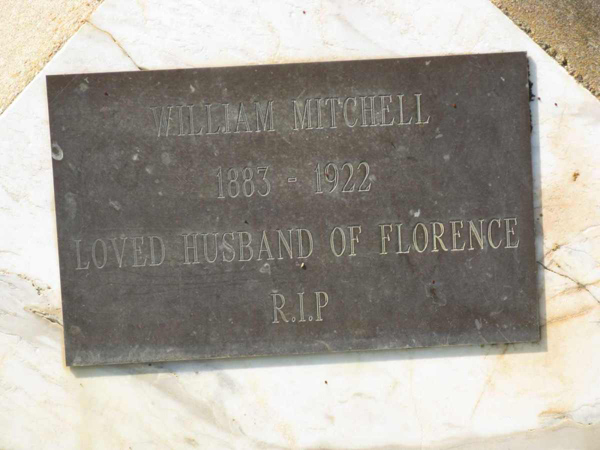 WILLIAM MITCHELL
1883 - 1922
LOVED HUSBAND OF FLORENCE
R.I.P